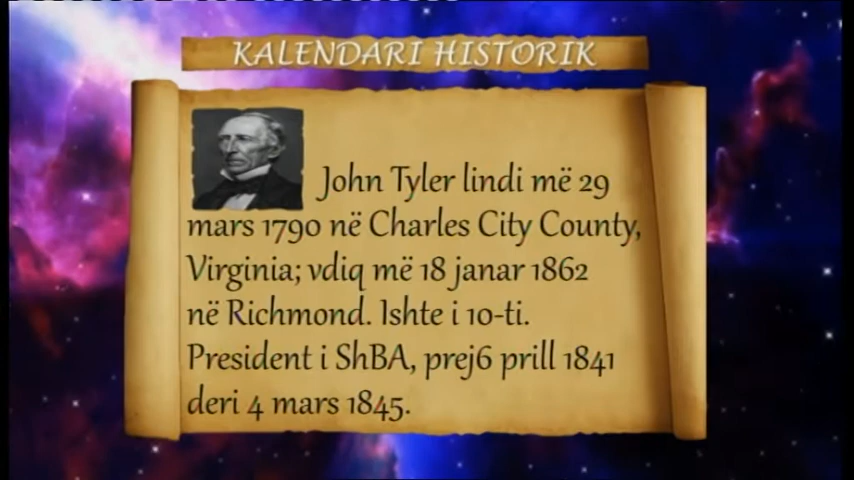 KALENDARI HISTORIK
John Tyler lindi më 29
mars 1790 në Charles City County,
Virginia; vdiq më 18 janar 1862
në Richmond. Ishte i 10-ti.
President i ShBA, prej6 prill 1841
deri 4 mars 1845.